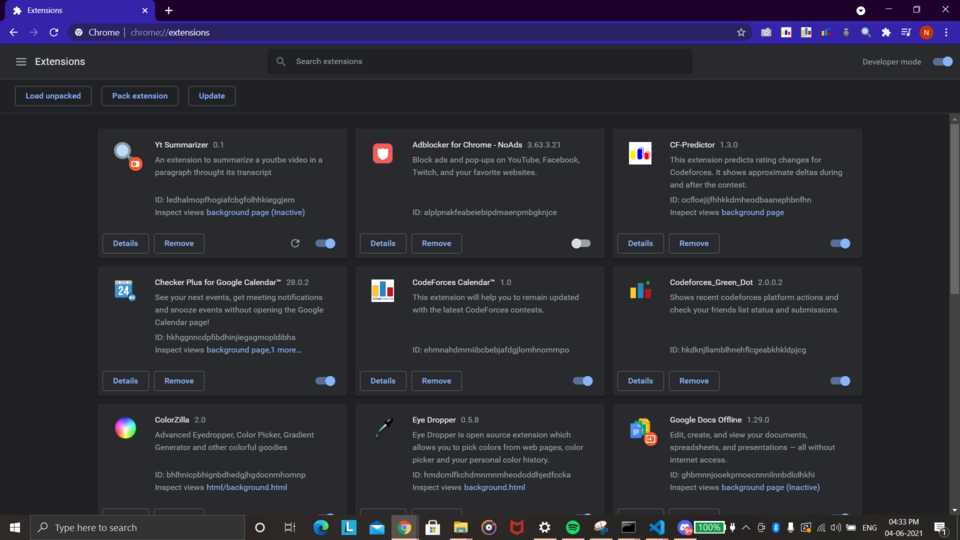 Extensions
Chrome | chrome://extensions
N
Extensions
Search extensions
Developer mode
Load unpacked
Pack extension
Update
Yt Summarizer 0.1
An extension to summarize a youtbe video in a
paragraph throught its transcript
ID: ledhalmopfhogiafcbgfolhhkieggjem
Inspect views background page (Inactive)
Details
Remove
Adblocker for Chrome - NoAds 3.63.3.21
Block ads and pop-ups on YouTube, Facebook,
Twitch, and your favorite websites.
ID: alplpnakfeabeiebipdmaenpmbgknjce
Details
Remove
CF-Predictor 1.3.0
This extension predicts rating changes for
Codeforces. It shows approximate deltas during
and after the contest.
ID: ocfloejijfhhkkdmheodbaanephbnfhn
Inspect views background page
Details
Remove
24
Checker Plus for Google Calendar™ 28.0.2
See your next events, get meeting notifications
and snooze events without opening the Google
Calendar page!
ID: hkhggnncdpfibdhinjiegagmopldibha
Inspect views background page,1 more...
Details
Remove
CodeForces Calendar™ 1.0
This extension will help you to remain updated
with the latest CodeForces contests.
ID: ehmnahdmmiibcbebjafdgjlomhnommpo
Details
Remove
Codeforces_Green_Dot 2.0.0.2
Shows recent codeforces platform actions and
check your friends list status and submissions.
ID: hkdknjllamblhnehflcgeabkhkldpjcg
Details
Remove
ColorZilla 2.0
Advanced Eyedropper, Color Picker, Gradient
Generator and other colorful goodies
ID: bhlhnicpbhignbdhedgjhgdocnmhomnp
Inspect views html/background.html
Eye Dropper 0.5.8
Eye Dropper is open source extension which
allows you to pick colors from web pages, color
picker and your personal color history.
ID: hmdcmlfkchdmnmnmheododdhjedfccka
Inspect views background.html
Google Docs Offline 1.29.0
Edit, create, and view your documents,
spreadsheets, and presentations — all without
internet access.
ID: ghbmnnjooekpmoecnnnilnnbdlolhkhi
Inspect views background page (Inactive)
Type here to search
L
100%
ENG
04:33 PM
04-06-2021
1